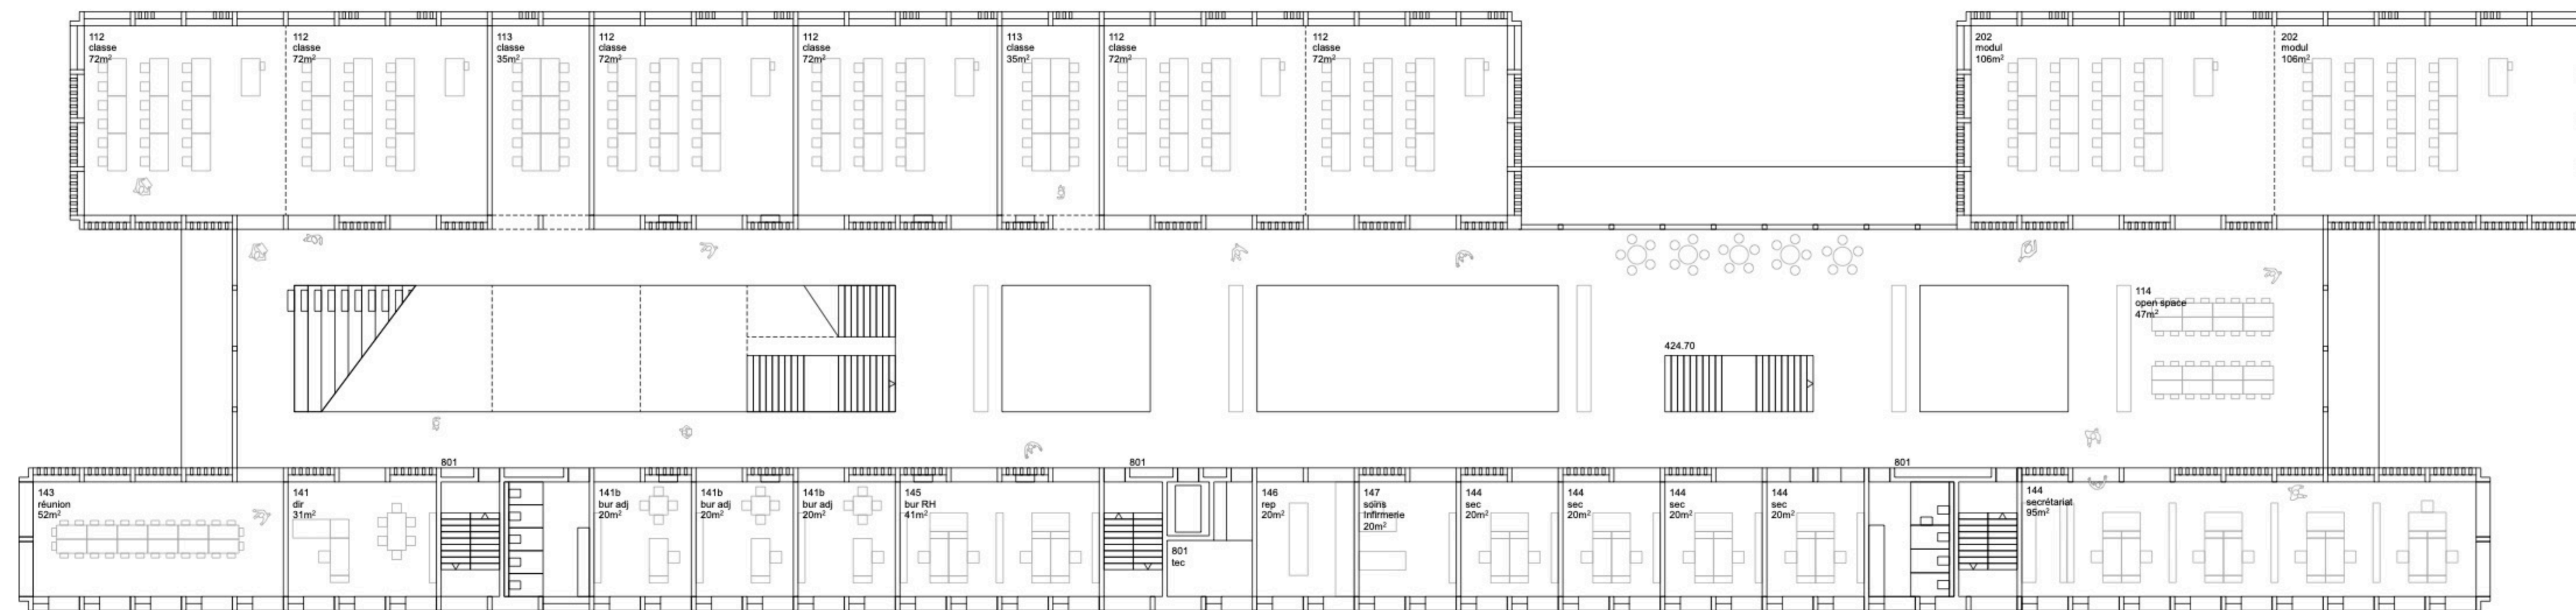 112
classe
72m²
112
classe
72m²
113
classe
35m²
112
classe
72m²
112
classe
72m²
113
classe
35m²
112
classe
72m²
112
classe
72m²
202
modul
106m²
202
modul
106m²
114
open space
47m²
424.70
801
801
801
143
réunion
52m²
141
dir
31m²
141b
bur adj
20m²
141b
bur adj
20m²
141b
bur adj
20m²
145
bur RH
41m²
801
tec
146
rep
20m²
147
soins
infirmerie
20m²
144
sec
20m²
144
sec
20m²
144
sec
20m²
144
sec
20m²
144
secrétariat
95m²